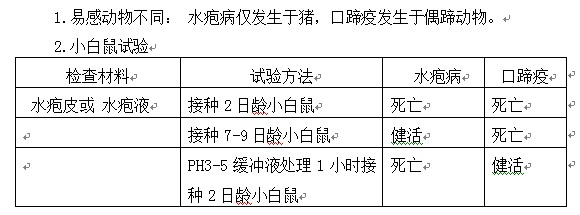 1.易感动物不同： 水疱病仅发生于猪，口蹄疫发生于偶蹄动物。
2.小白鼠试验
检查材料 试验方法 水疱病 口蹄疫
水疱皮或 水疱液 接种2日龄小白鼠 死亡 死亡
接种7-9日龄小白鼠 健活 死亡
PH3-5缓冲液处理1小时接 死亡 健活
种2日龄小白鼠